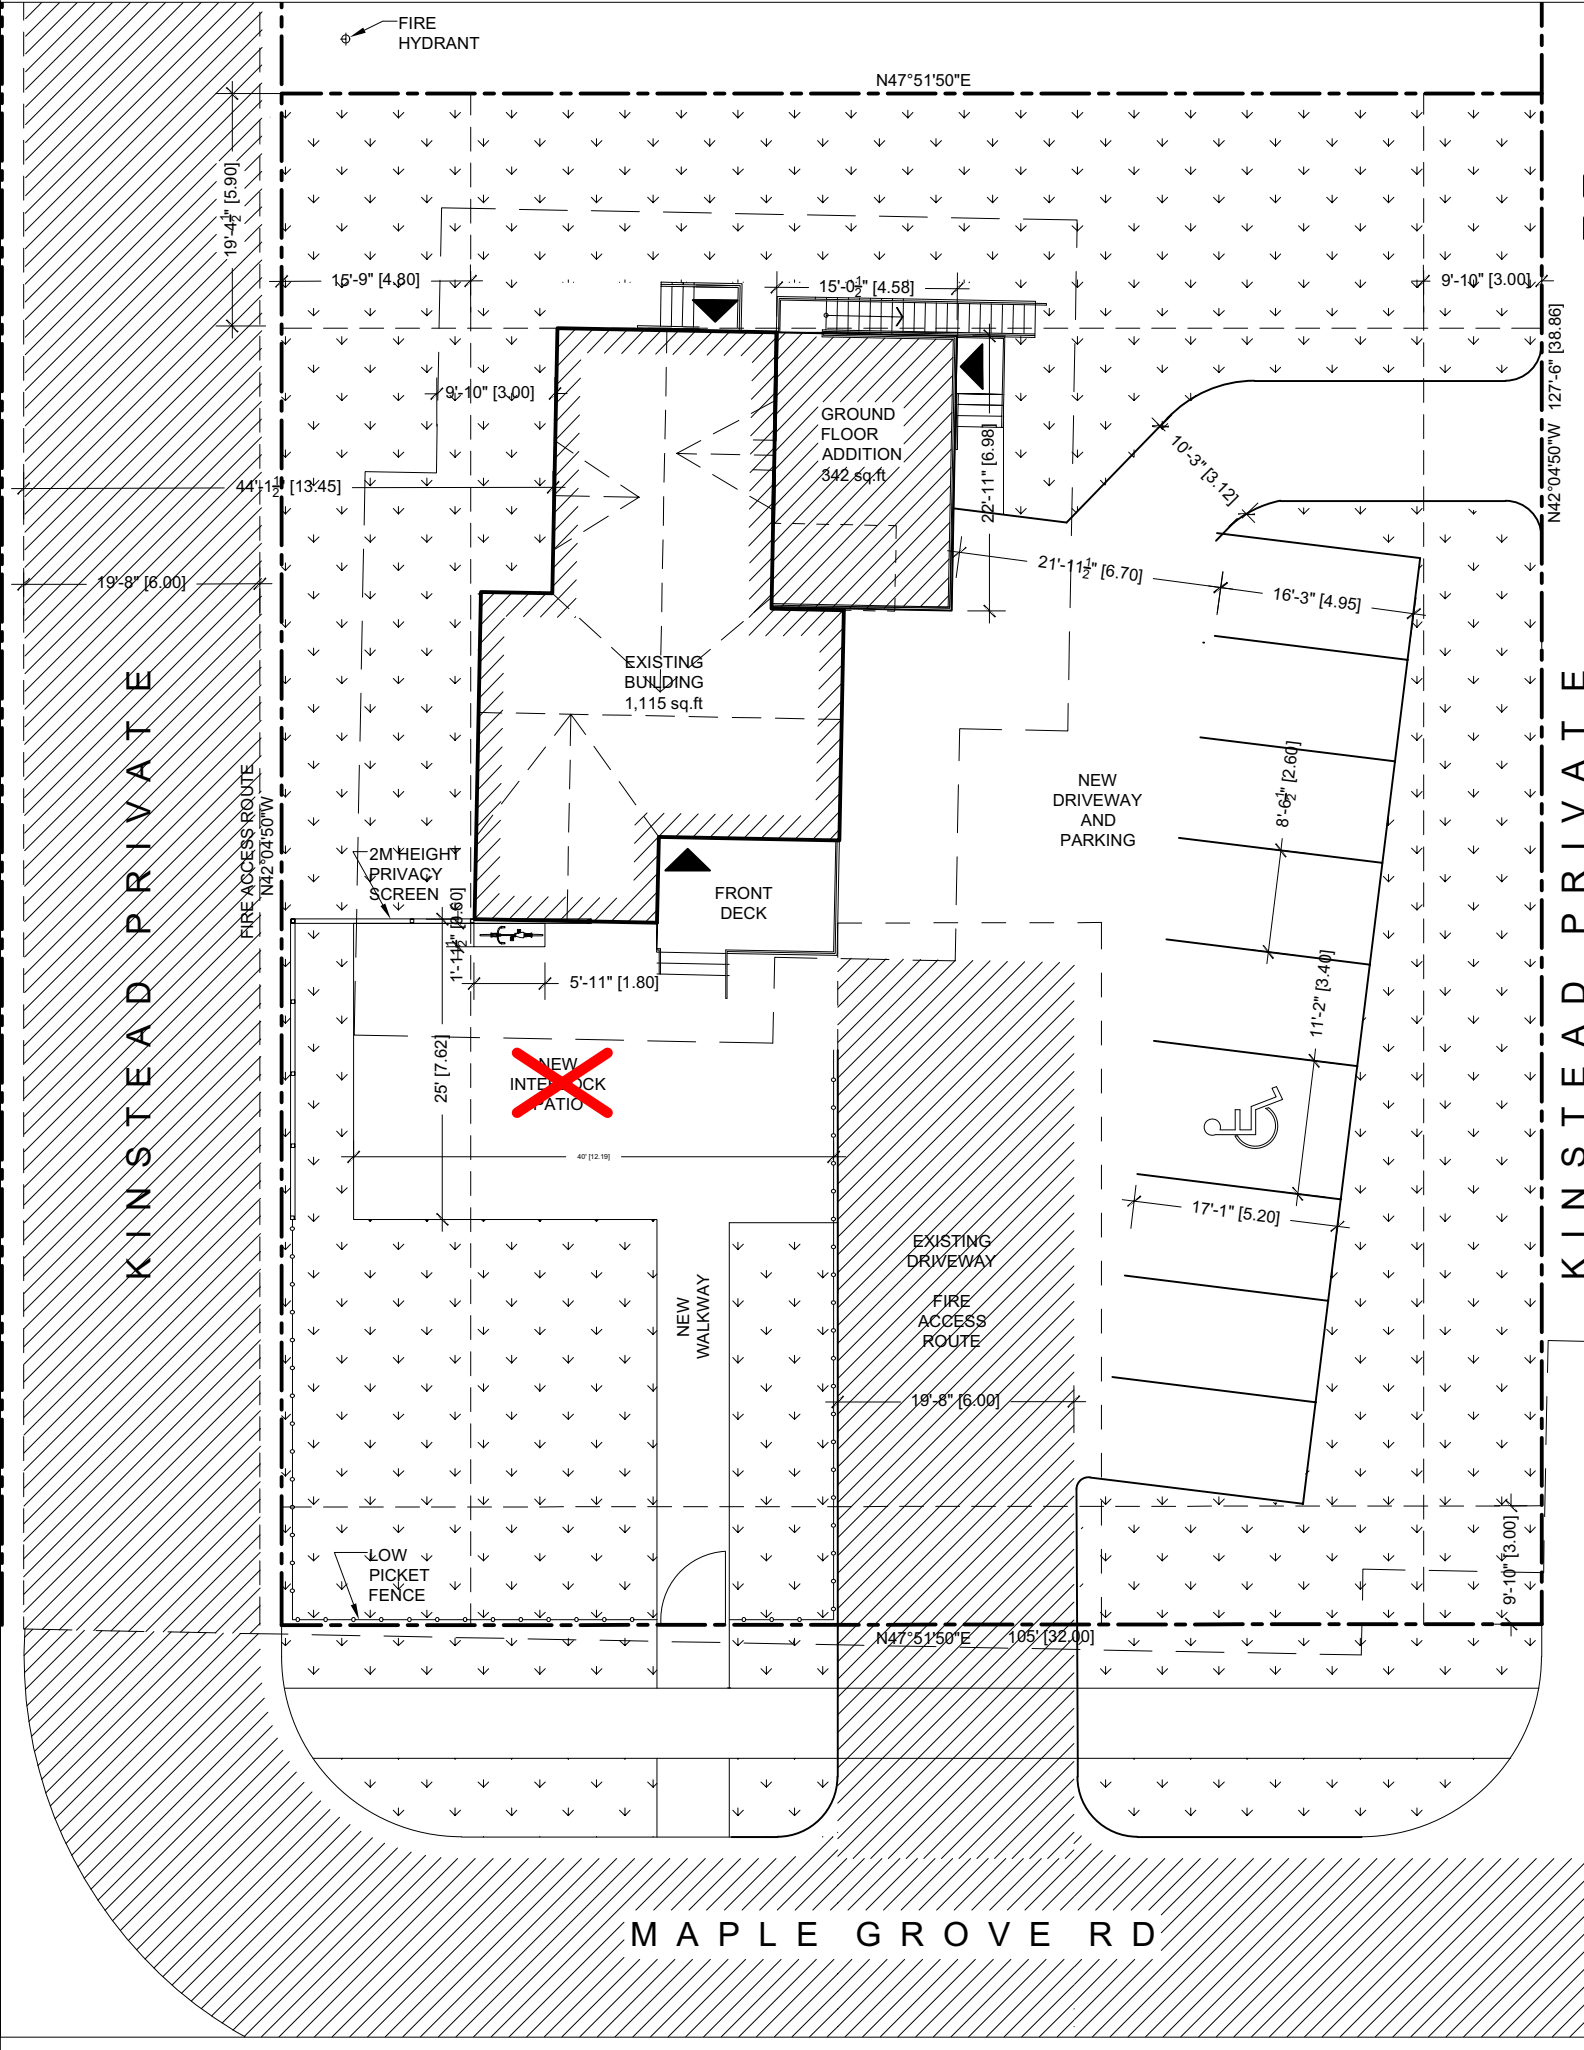 FIRE
HYDRANT
N47°51'50"E
19'-4½" [5.90]
15'-9" [4.80]
15'-0½" [4.58]
9'-10" [3.00]
N42°04'50"W 127'-6" [38.86]
9'-10" [3.00]
GROUND
FLOOR
ADDITION
342 sq.ft
22'-11" [6.98]
10'-3" [3.12]
44'-1½" [13.45]
19'-8" [6.00]
21'-11½" [6.70]
16'-3" [4.95]
EXISTING
BUILDING
1,115 sq.ft
KINSTEAD PRIVATE
FIRE ACCESS ROUTE
N42°04'50"W
NEW
DRIVEWAY
AND
PARKING
8'-6½" [2.60]
KINSTEAD PRIVATE
2M HEIGHT
PRIVACY
SCREEN
FRONT
DECK
1'-11½" [0.60]
5'-11" [1.80]
11'-2" [3.40]
25' [7.62]
NEW
INTERLOCK
PATIO
40' [12.19]
17'-1" [5.20]
EXISTING
DRIVEWAY
FIRE
ACCESS
ROUTE
NEW
WALKWAY
19'-8" [6.00]
LOW
PICKET
FENCE
9'-10" [3.00]
N47°51'50"E 105' [32.00]
MAPLE GROVE RD